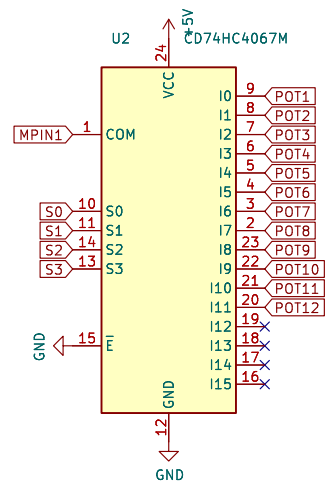 +5V
U2 CD74HC4067M
24
VCC
I0 9 POT1
I1 8 POT2
MPIN1 1 COM I2 7 POT3
I3 6 POT4
I4 5 POT5
I5 4 POT6
S0 10 S0 I6 3 POT7
S1 11 S1 I7 2 POT8
S2 14 S2 I8 23 POT9
S3 13 S3 I9 22 POT10
I10 21 POT11
I11 20 POT12
I12 19
GND 15 E I13 18
I14 17
I15 16
GND
12
GND